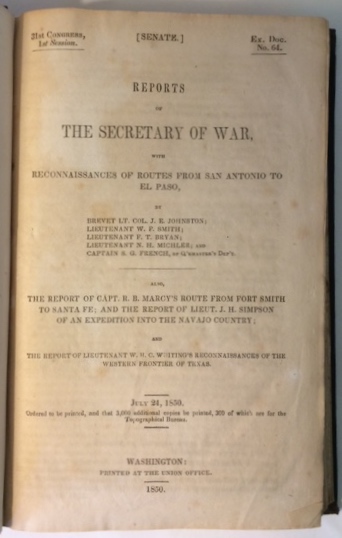 31st Congress,
1st Session.
[SENATE.]
Ex. Doc.
No. 64.
REPORTS
OF
THE SECRETARY OF WAR,
WITH
RECONNAISSANCES OF ROUTES FROM SAN ANTONIO TO
EL PASO,
BY
BREVET LT. COL. J. E. JOHNSTON;
LIEUTENANT W. F. SMITH;
LIEUTENANT F. T. BRYAN;
LIEUTENANT N. H. MICHLER; AND
CAPTAIN S. G. FRENCH, OF Q'RMASTER'S DEP'T.
ALSO,
THE REPORT OF CAPT. R. B. MARCY'S ROUTE FROM FORT SMITH
TO SANTA FE; AND THE REPORT OF LIEUT. J. H. SIMPSON
OF AN EXPEDITION INTO THE NAVAJO COUNTRY;
AND
THE REPORT OF LIEUTENANT W. H. C. WHITING'S RECONNAISSANCES OF THE
WESTERN FRONTIER OF TEXAS.
July 24, 1850.
Ordered to be printed, and that 3,000 additional copies be printed, 300 of which are for the
Topographical Bureau.
WASHINGTON:
PRINTED AT THE UNION OFFICE.
1850.